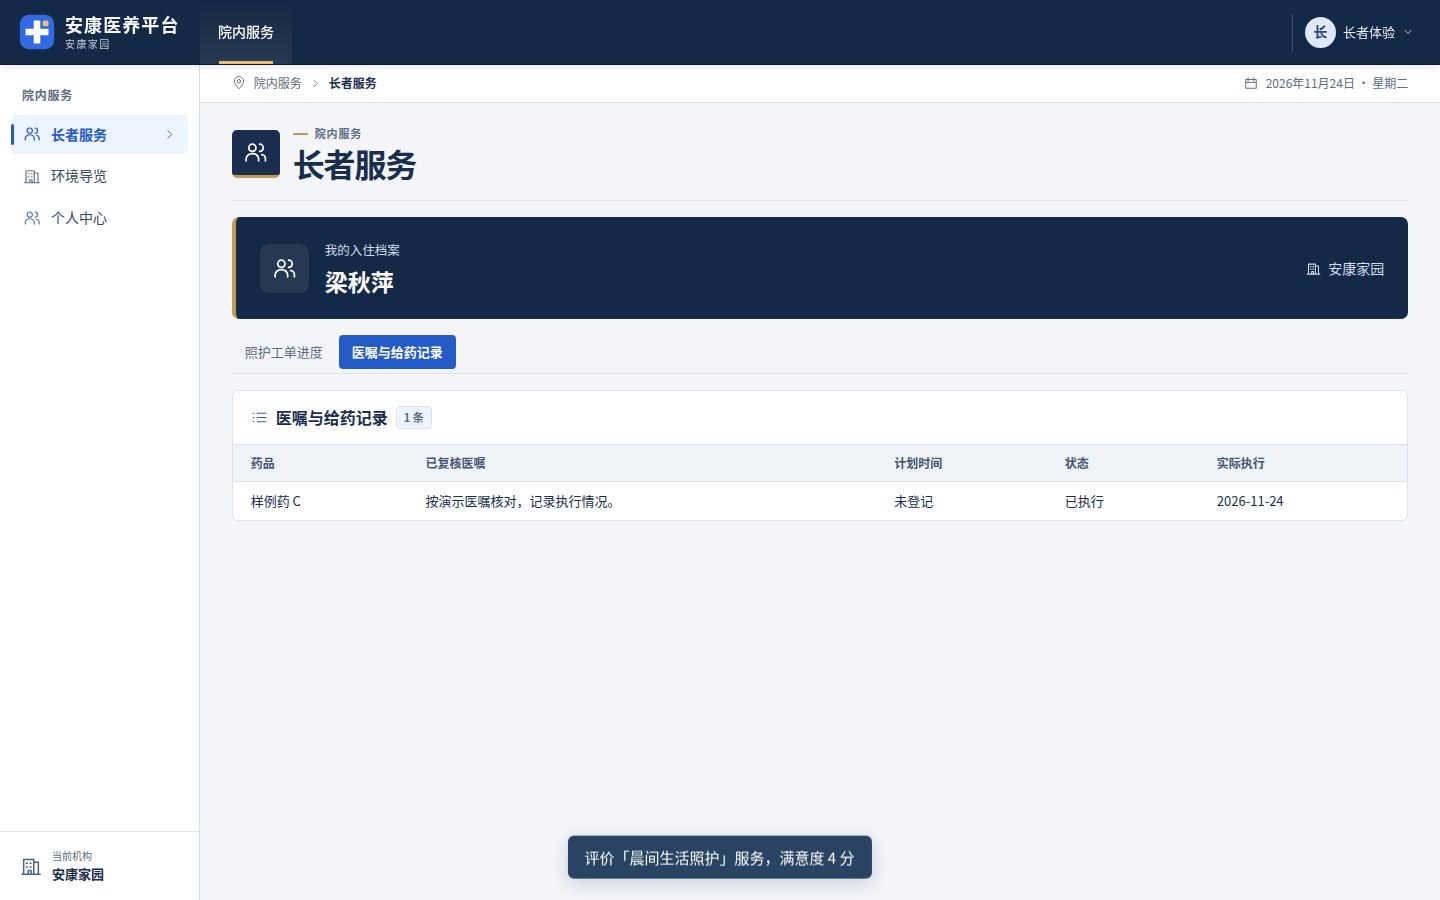 安康医养平台
安康家园
院内服务
长
长者体验
院内服务
长者服务
环境导览
个人中心
院内服务
长者服务
2026年11月24日 · 星期二
院内服务
长者服务
我的入住档案
梁秋萍
安康家园
照护工单进度
医嘱与给药记录
医嘱与给药记录
1 条
药品
已复核医嘱
计划时间
状态
实际执行
样例药 C
按演示医嘱核对，记录执行情况。
未登记
已执行
2026-11-24
当前机构
安康家园
评价「晨间生活照护」服务，满意度 4 分